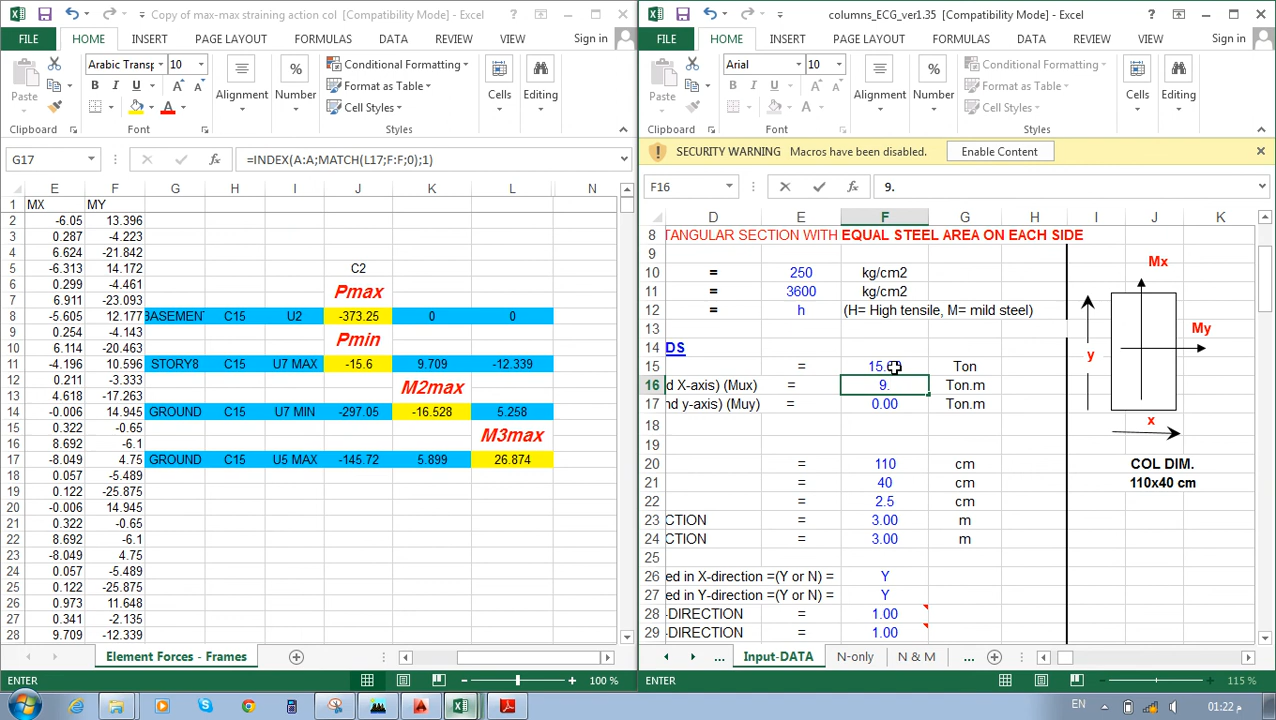 Copy of max-max straining action col [Compatibility Mode] - Excel
FILE HOME INSERT PAGE LAYOUT FORMULAS DATA REVIEW VIEW Sign in
Arabic Transp 10
Paste B I U A A A Alignment % Number Conditional Formatting Format as Table Cell Styles Cells Editing
Clipboard Font Styles
G17 fx =INDEX(A:A;MATCH(L17;F:F;0);1)
E F G H I J K L N
1 MX MY
2 -6.05 13.396
3 0.287 -4.223
4 6.624 -21.842
5 -6.313 14.172 C2
6 0.299 -4.461 Pmax
7 6.911 -23.093
8 -5.605 12.177 BASEMENT C15 U2 -373.25 0 0
9 0.254 -4.143 Pmin
10 6.114 -20.463
11 -4.196 10.596 STORY8 C15 U7 MAX -15.6 9.709 -12.339
12 0.211 -3.333 M2max
13 4.618 -17.263
14 -0.006 14.945 GROUND C15 U7 MIN -297.05 -16.528 5.258
15 0.322 -0.65 M3max
16 8.692 -6.1
17 -8.049 4.75 GROUND C15 U5 MAX -145.72 5.899 26.874
18 0.057 -5.489
19 0.122 -25.875
20 -0.006 14.945
21 0.322 -0.65
22 8.692 -6.1
23 -8.049 4.75
24 0.057 -5.489
25 0.122 -25.875
26 0.973 11.648
27 0.341 -2.135
28 9.709 -12.339
Element Forces - Frames
ENTER 100 %
columns_ECG_ver1.35 [Compatibility Mode] - Excel
FILE HOME INSERT PAGE LAYOUT FORMULAS DATA REVIEW VIEW Sign in
Arial 10
Paste B I U A A A Alignment % Number Conditional Formatting Format as Table Cell Styles Cells Editing
Clipboard Font Styles
SECURITY WARNING Macros have been disabled. Enable Content
F16 fx 9.
D E F G H I J K
8 TANGULAR SECTION WITH EQUAL STEEL AREA ON EACH SIDE
9 Mx
10 = 250 kg/cm2
11 = 3600 kg/cm2
12 = h (H= High tensile, M= mild steel)
13 My
14 DS y
15 = Ton
16 d X-axis) (Mux) = 9. Ton.m
17 nd y-axis) (Muy) = 0.00 Ton.m
18 x
19
20 = 110 cm COL DIM.
21 = 40 cm 110x40 cm
22 = 2.5 cm
23 CTION = 3.00 m
24 CTION = 3.00 m
25
26 ed in X-direction =(Y or N) = Y
27 ed in Y-direction =(Y or N) = Y
28 -DIRECTION = 1.00
29 -DIRECTION = 1.00
... Input-DATA N-only N & M ...
ENTER 115 %
EN 01:22 م